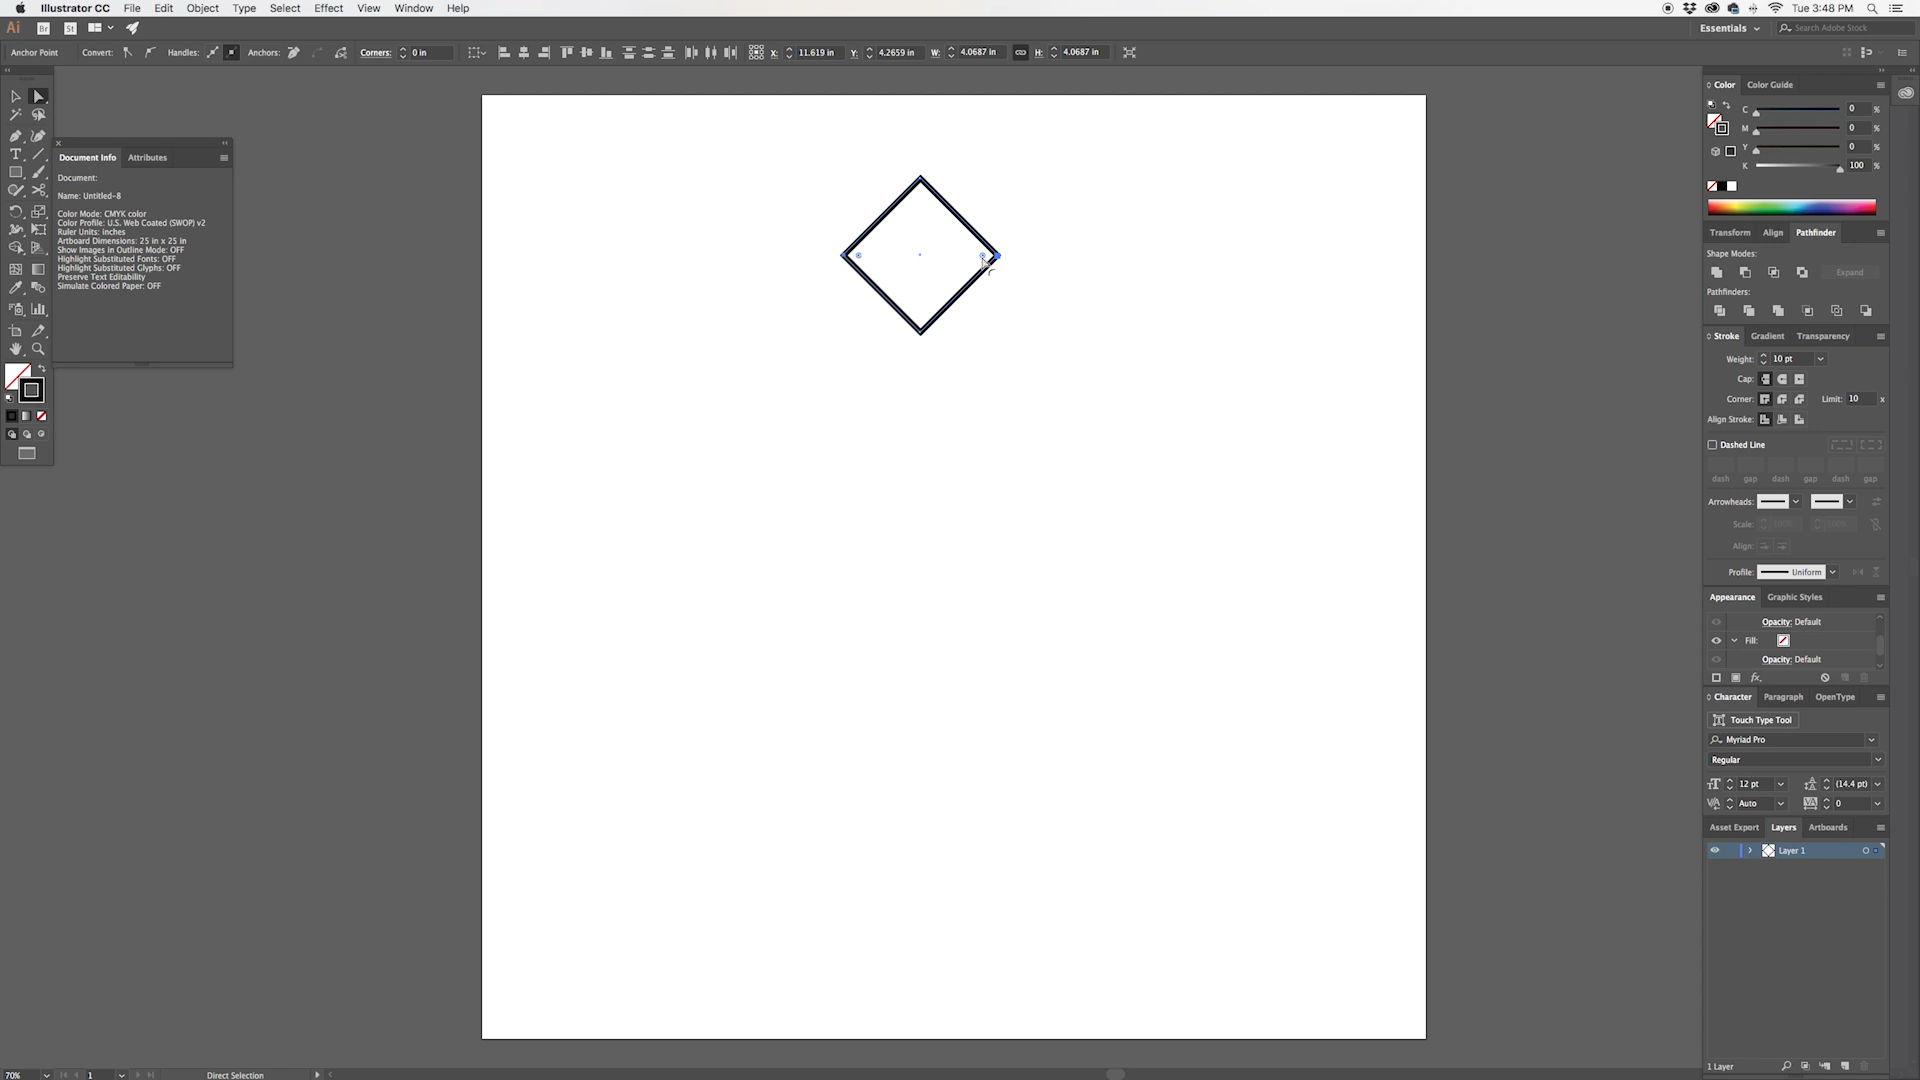 Illustrator CC File Edit Object Type Select Effect View Window Help Tue 3:48 PM
Ai Br St Essentials Search Adobe Stock
Anchor Point Convert: Handles: Anchors: Corners: 0 in X: 11.619 in Y: 4.2659 in W: 4.0687 in H: 4.0687 in
Color Color Guide
C 0 %
M 0 %
Y 0 %
K 100 %
Document Info Attributes
Document:
Name: Untitled-8
Color Mode: CMYK color
Color Profile: U.S. Web Coated (SWOP) v2
Ruler Units: inches
Artboard Dimensions: 25 in x 25 in
Show Images in Outline Mode: OFF
Highlight Substituted Fonts: OFF
Highlight Substituted Glyphs: OFF
Preserve Text Editability
Simulate Colored Paper: OFF
Transform Align Pathfinder
Shape Modes:
Expand
Pathfinders:
Stroke Gradient Transparency
Weight: 10 pt
Cap:
Corner: Limit: 10 x
Align Stroke:
Dashed Line
dash gap dash gap dash gap
Arrowheads:
Scale: 100% 100%
Align:
Profile: Uniform
Appearance Graphic Styles
Opacity: Default
Fill:
Opacity: Default
fx
Character Paragraph OpenType
Touch Type Tool
Myriad Pro
Regular
12 pt (14.4 pt)
Auto 0
Asset Export Layers Artboards
Layer 1
1 Layer
70% 1 Direct Selection